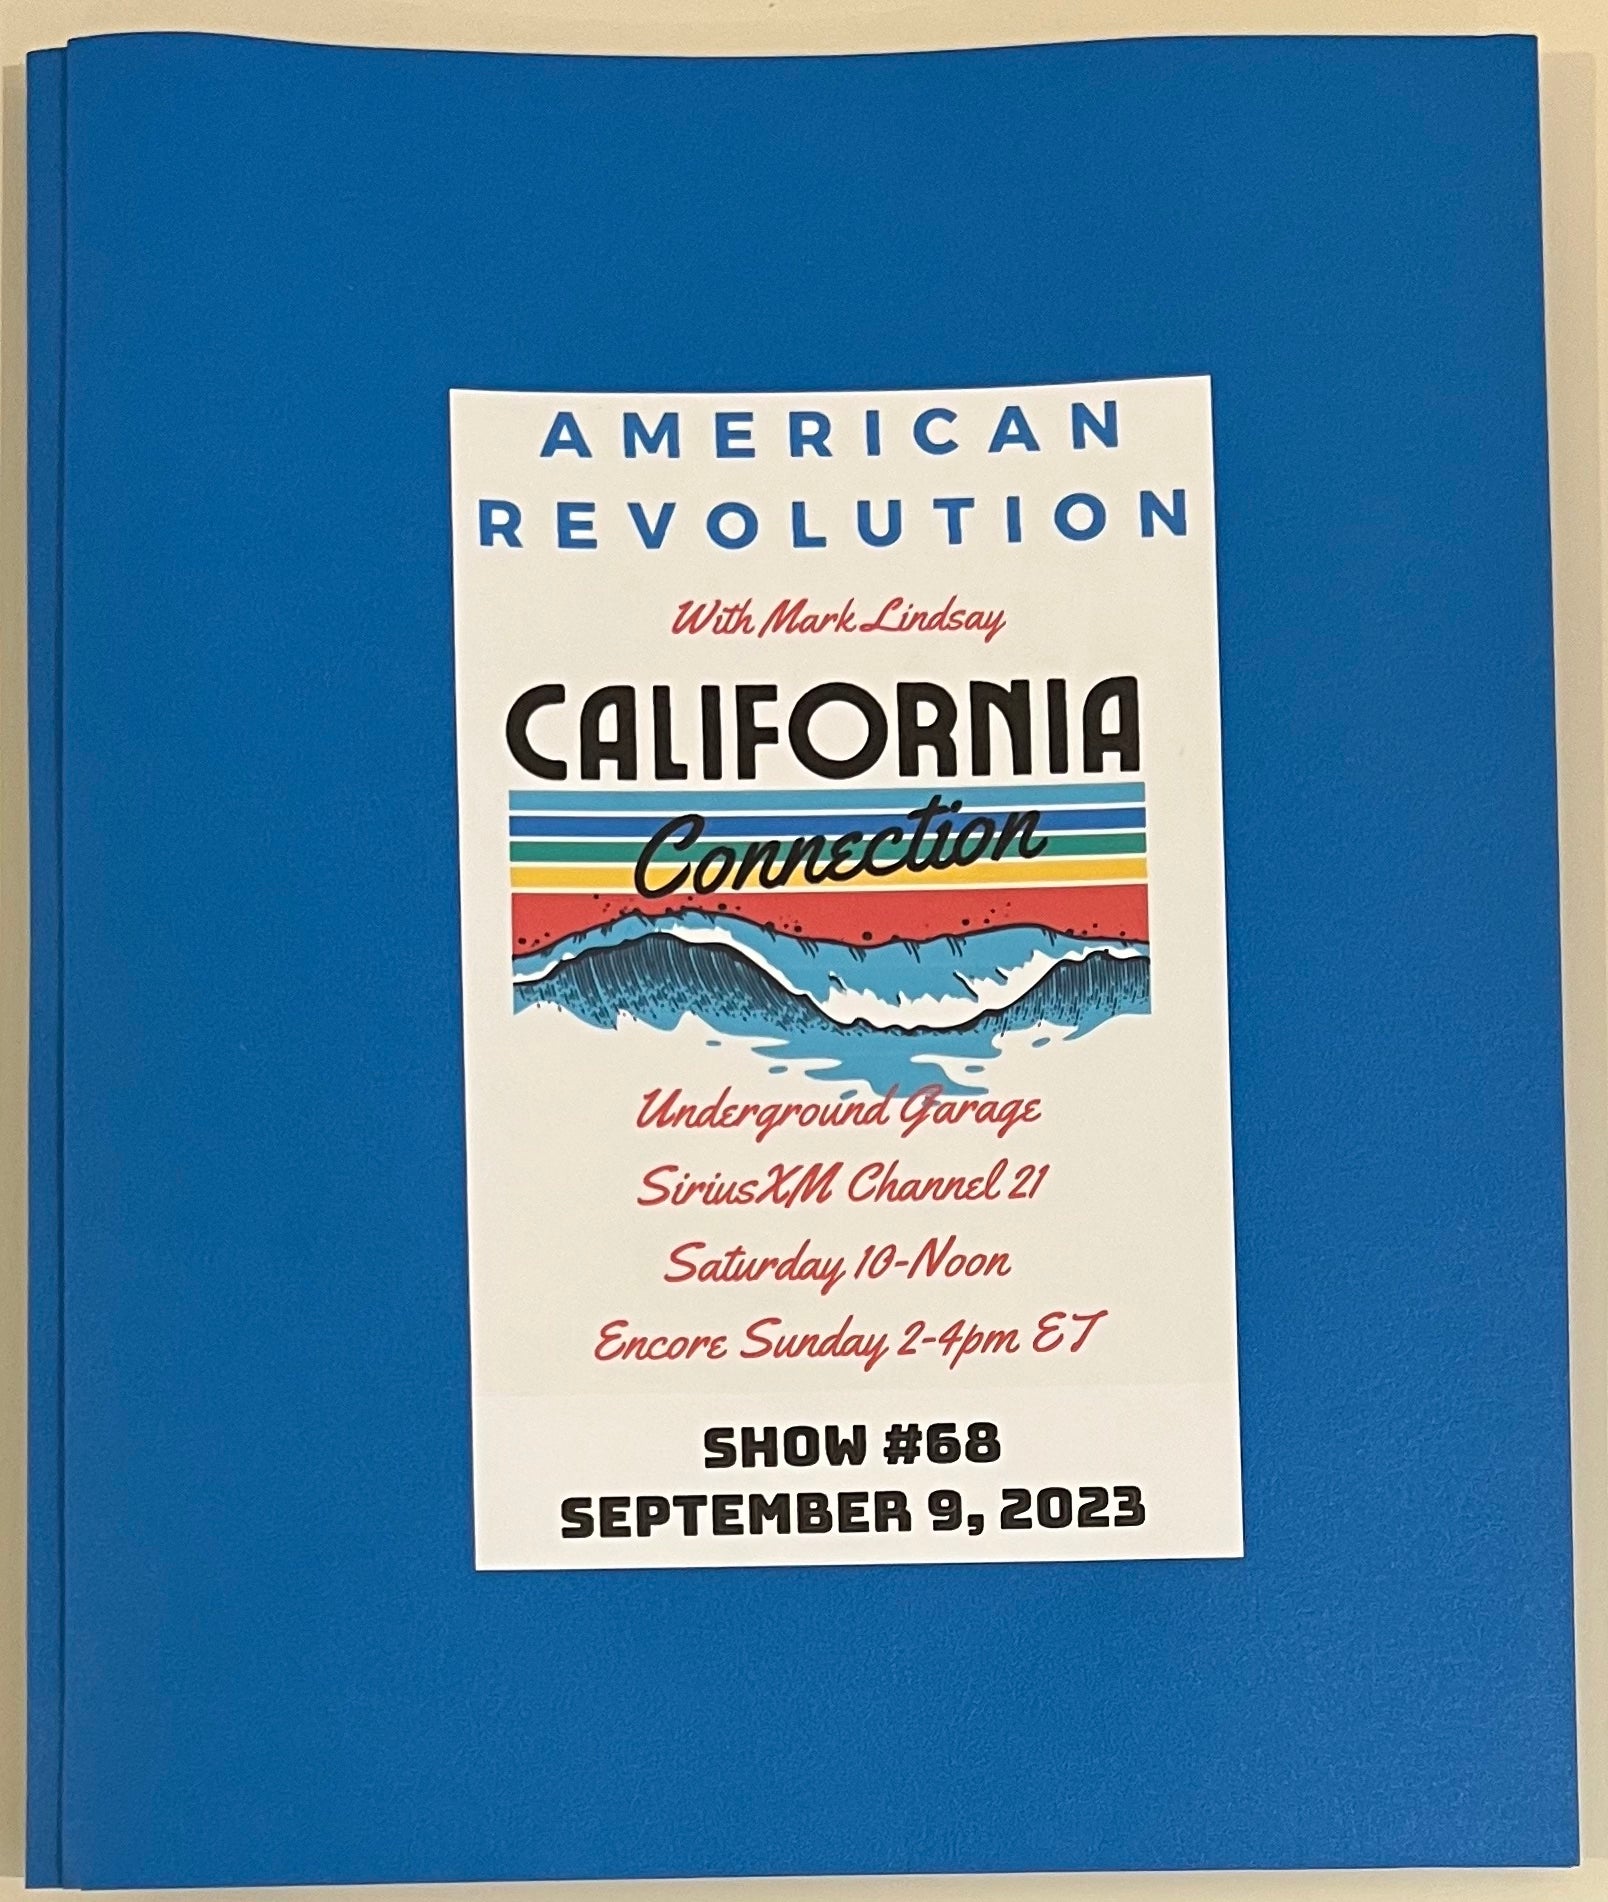 AMERICAN
REVOLUTION
With Mark Lindsay
CALIFORNIA
Connection
Underground Garage
SiriusXM Channel 21
Saturday 10-Noon
Encore Sunday 2-4pm ET
SHOW #68
SEPTEMBER 9, 2023